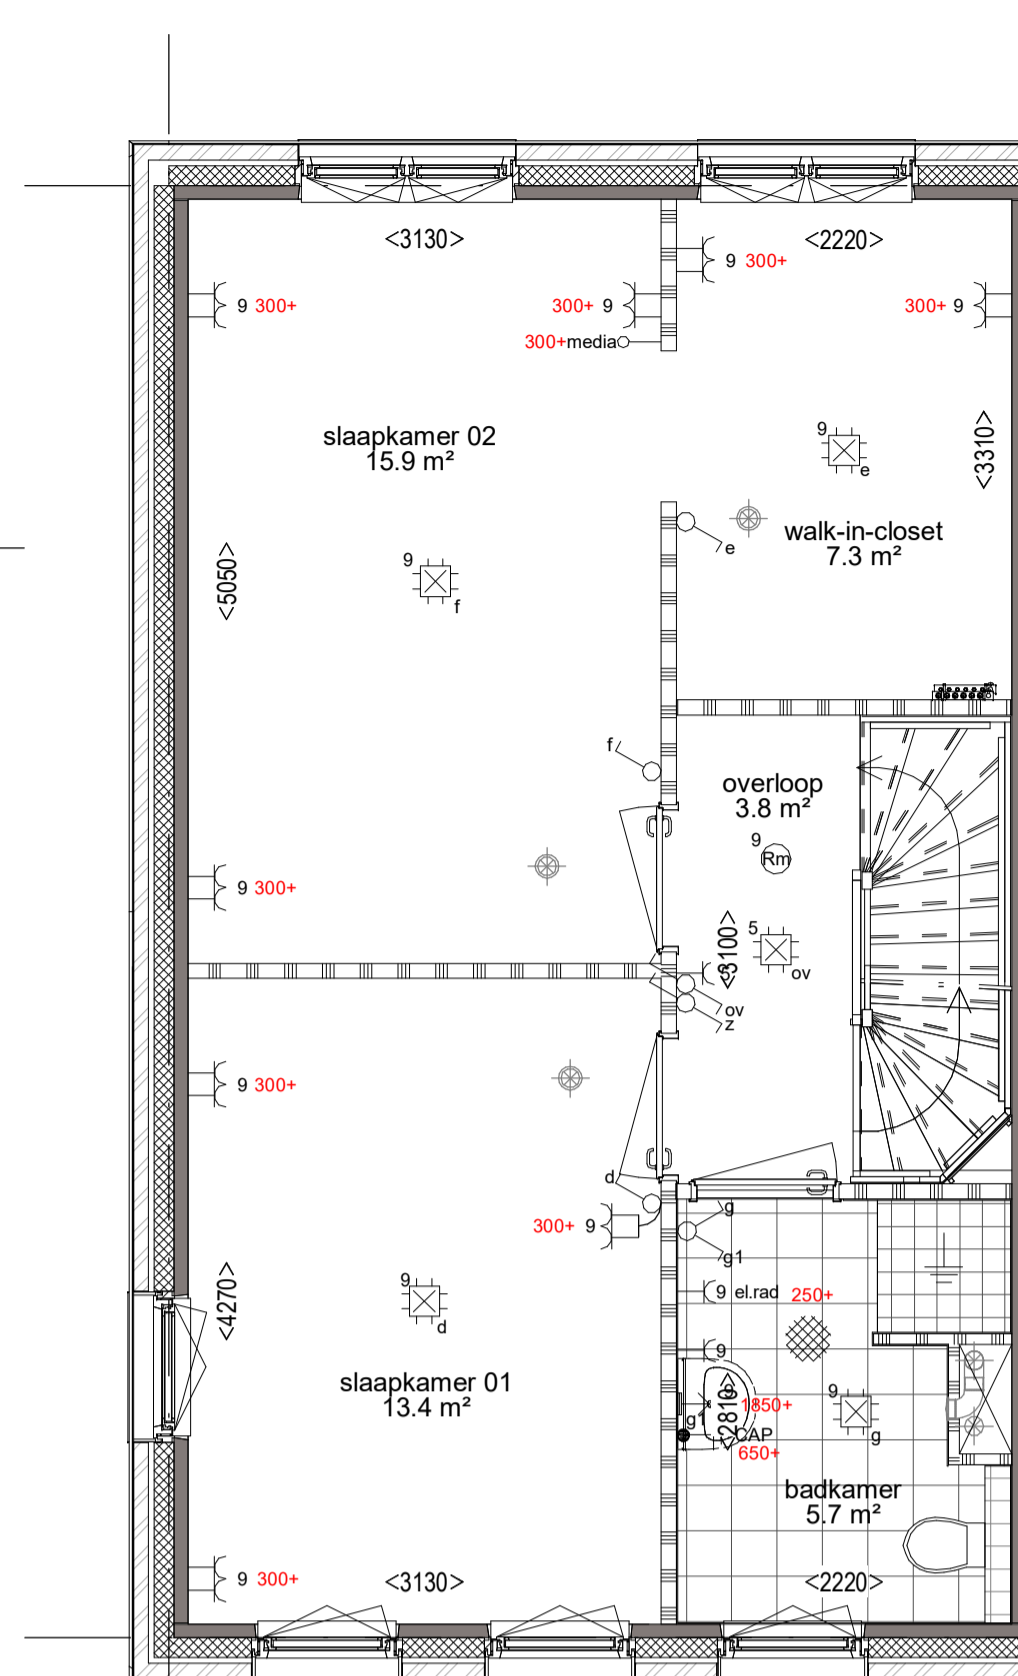 <3130>
<2220>
9 300+
9 300+
300+ 9
300+ 9
300+media
slaapkamer 02
15.9 m²
9
e
<3310>
walk-in-closet
7.3 m²
e
<5050>
9
f
f
overloop
3.8 m²
9
Rm
9 300+
<3100>
5
ov
ov
z
9 300+
d
300+ 9
g
g1
9 el.rad 250+
<4270>
9
d
9
slaapkamer 01
13.4 m²
<2810>
1850+
9
g
g1
CAP
650+
badkamer
5.7 m²
9 300+
<3130>
<2220>